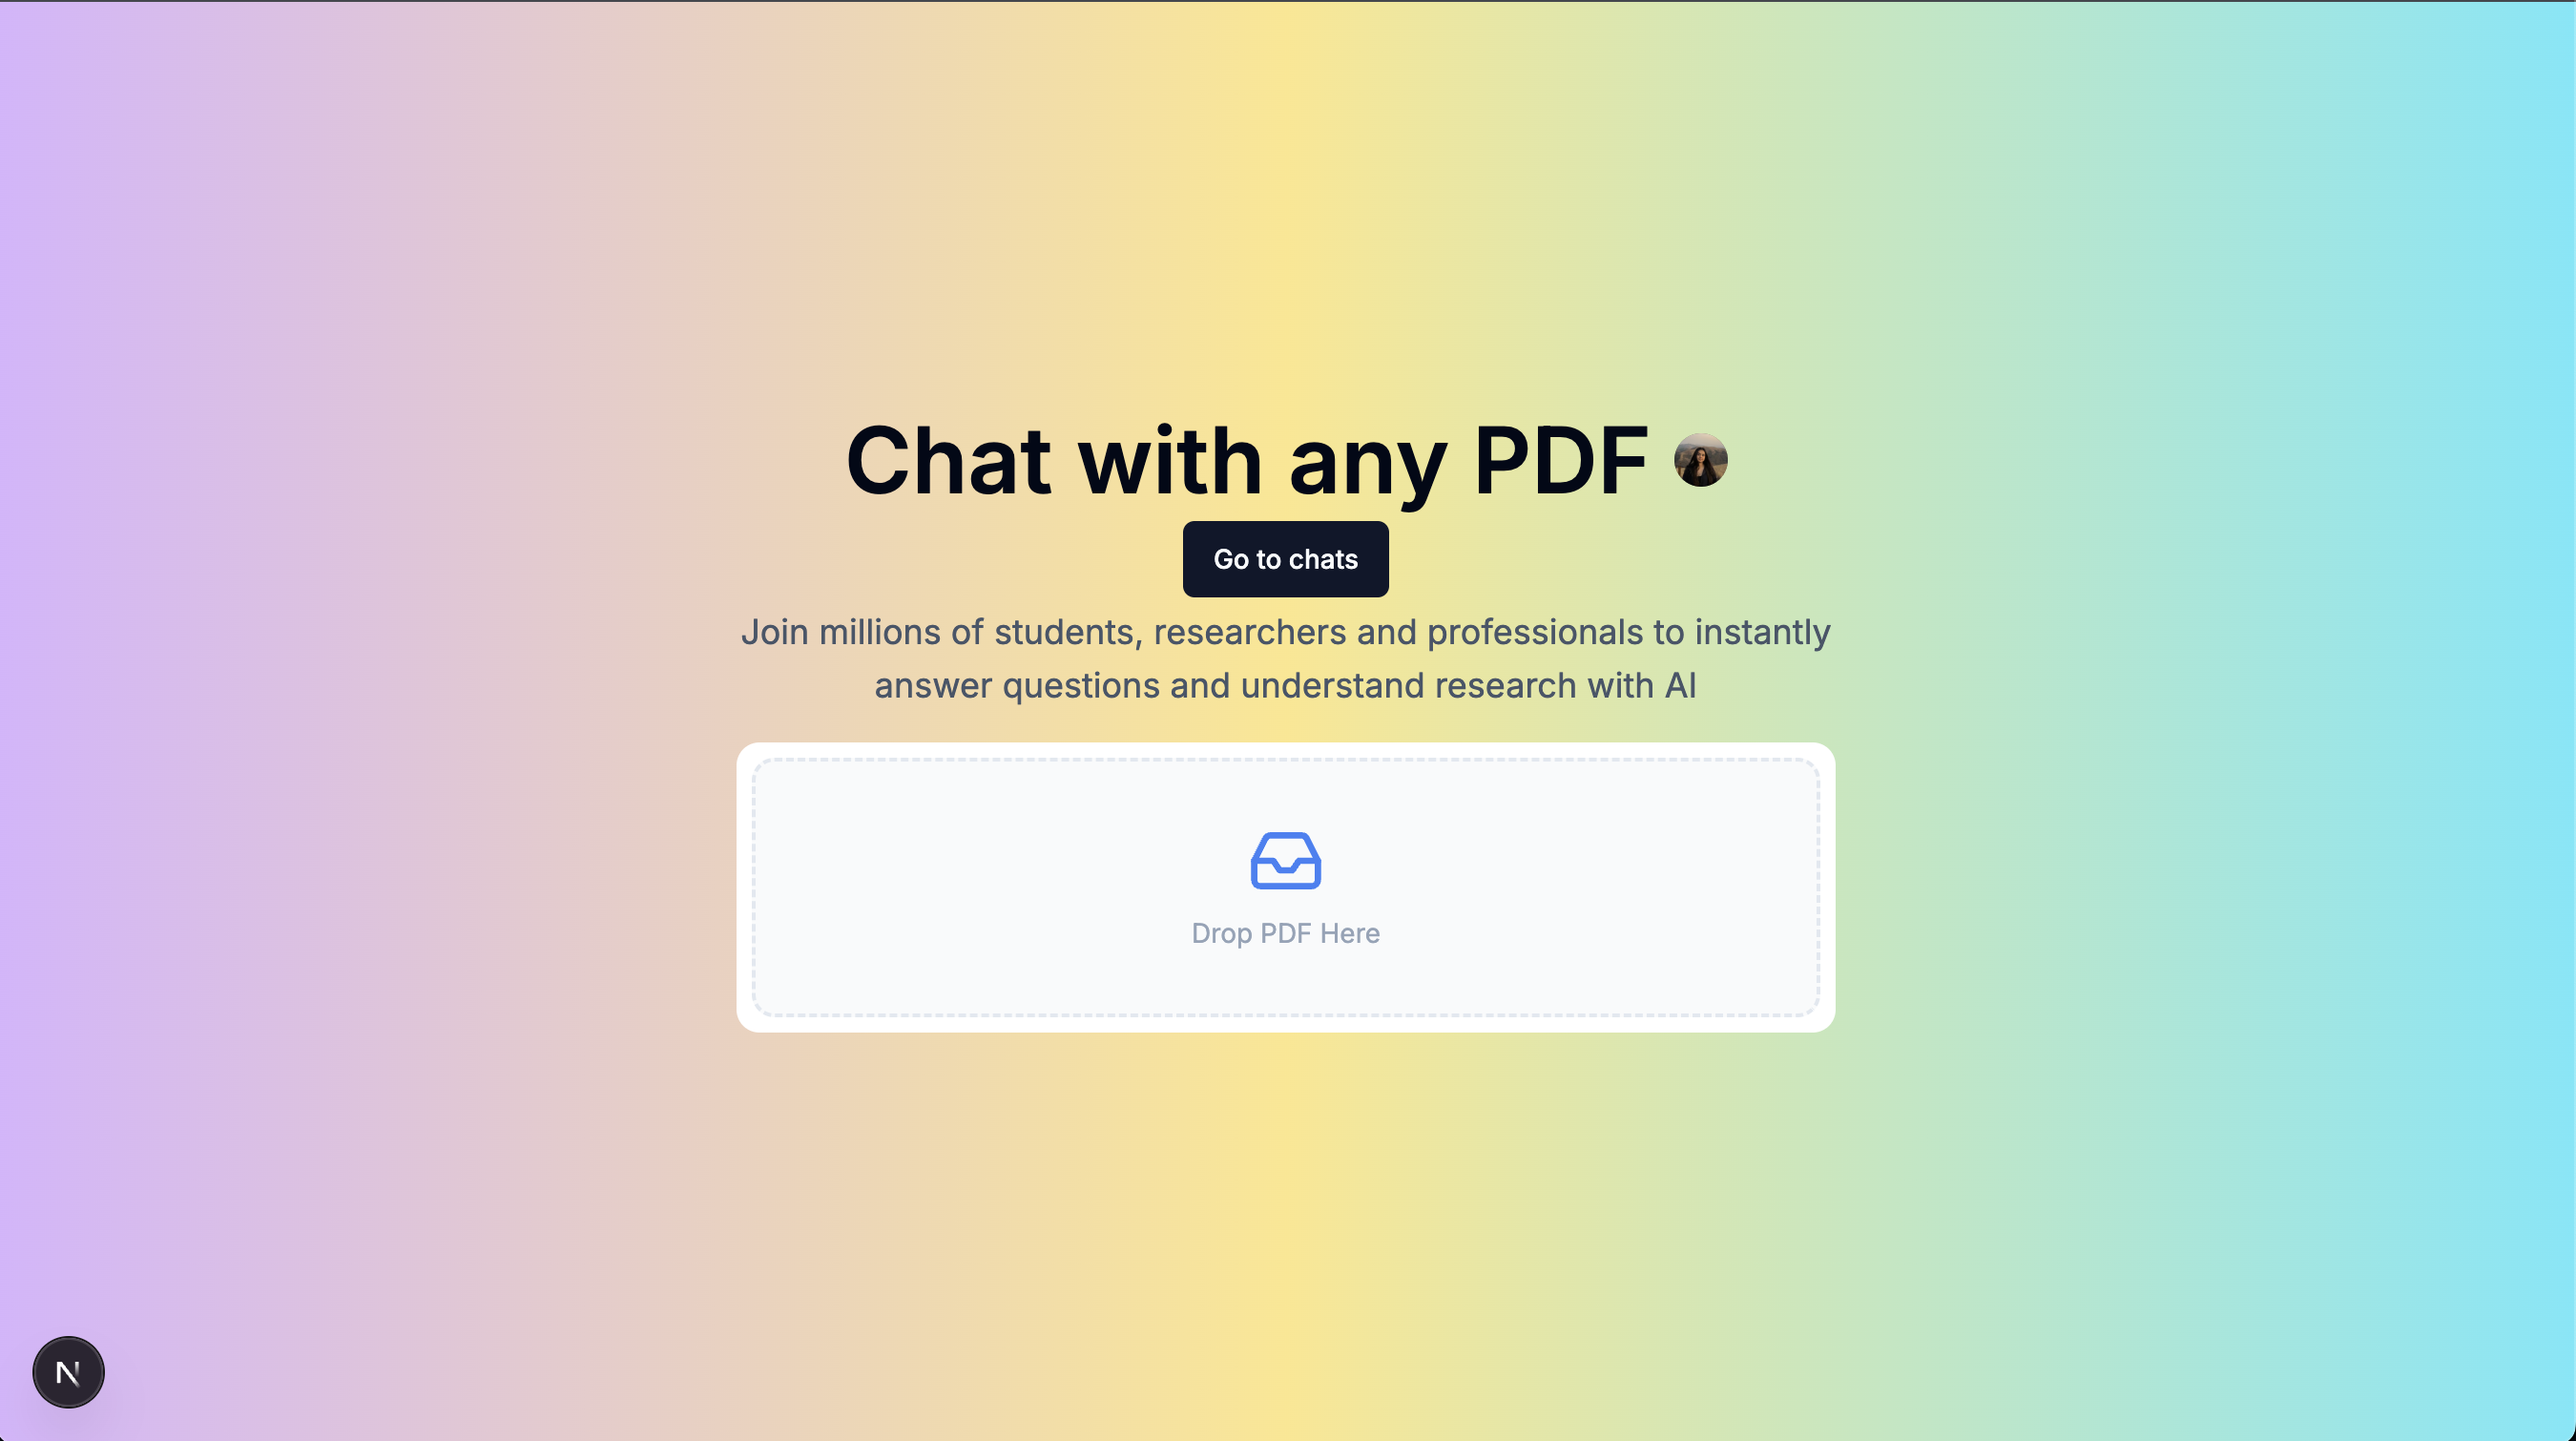 Chat with any PDF
Go to chats
Join millions of students, researchers and professionals to instantly
answer questions and understand research with AI
Drop PDF Here
N